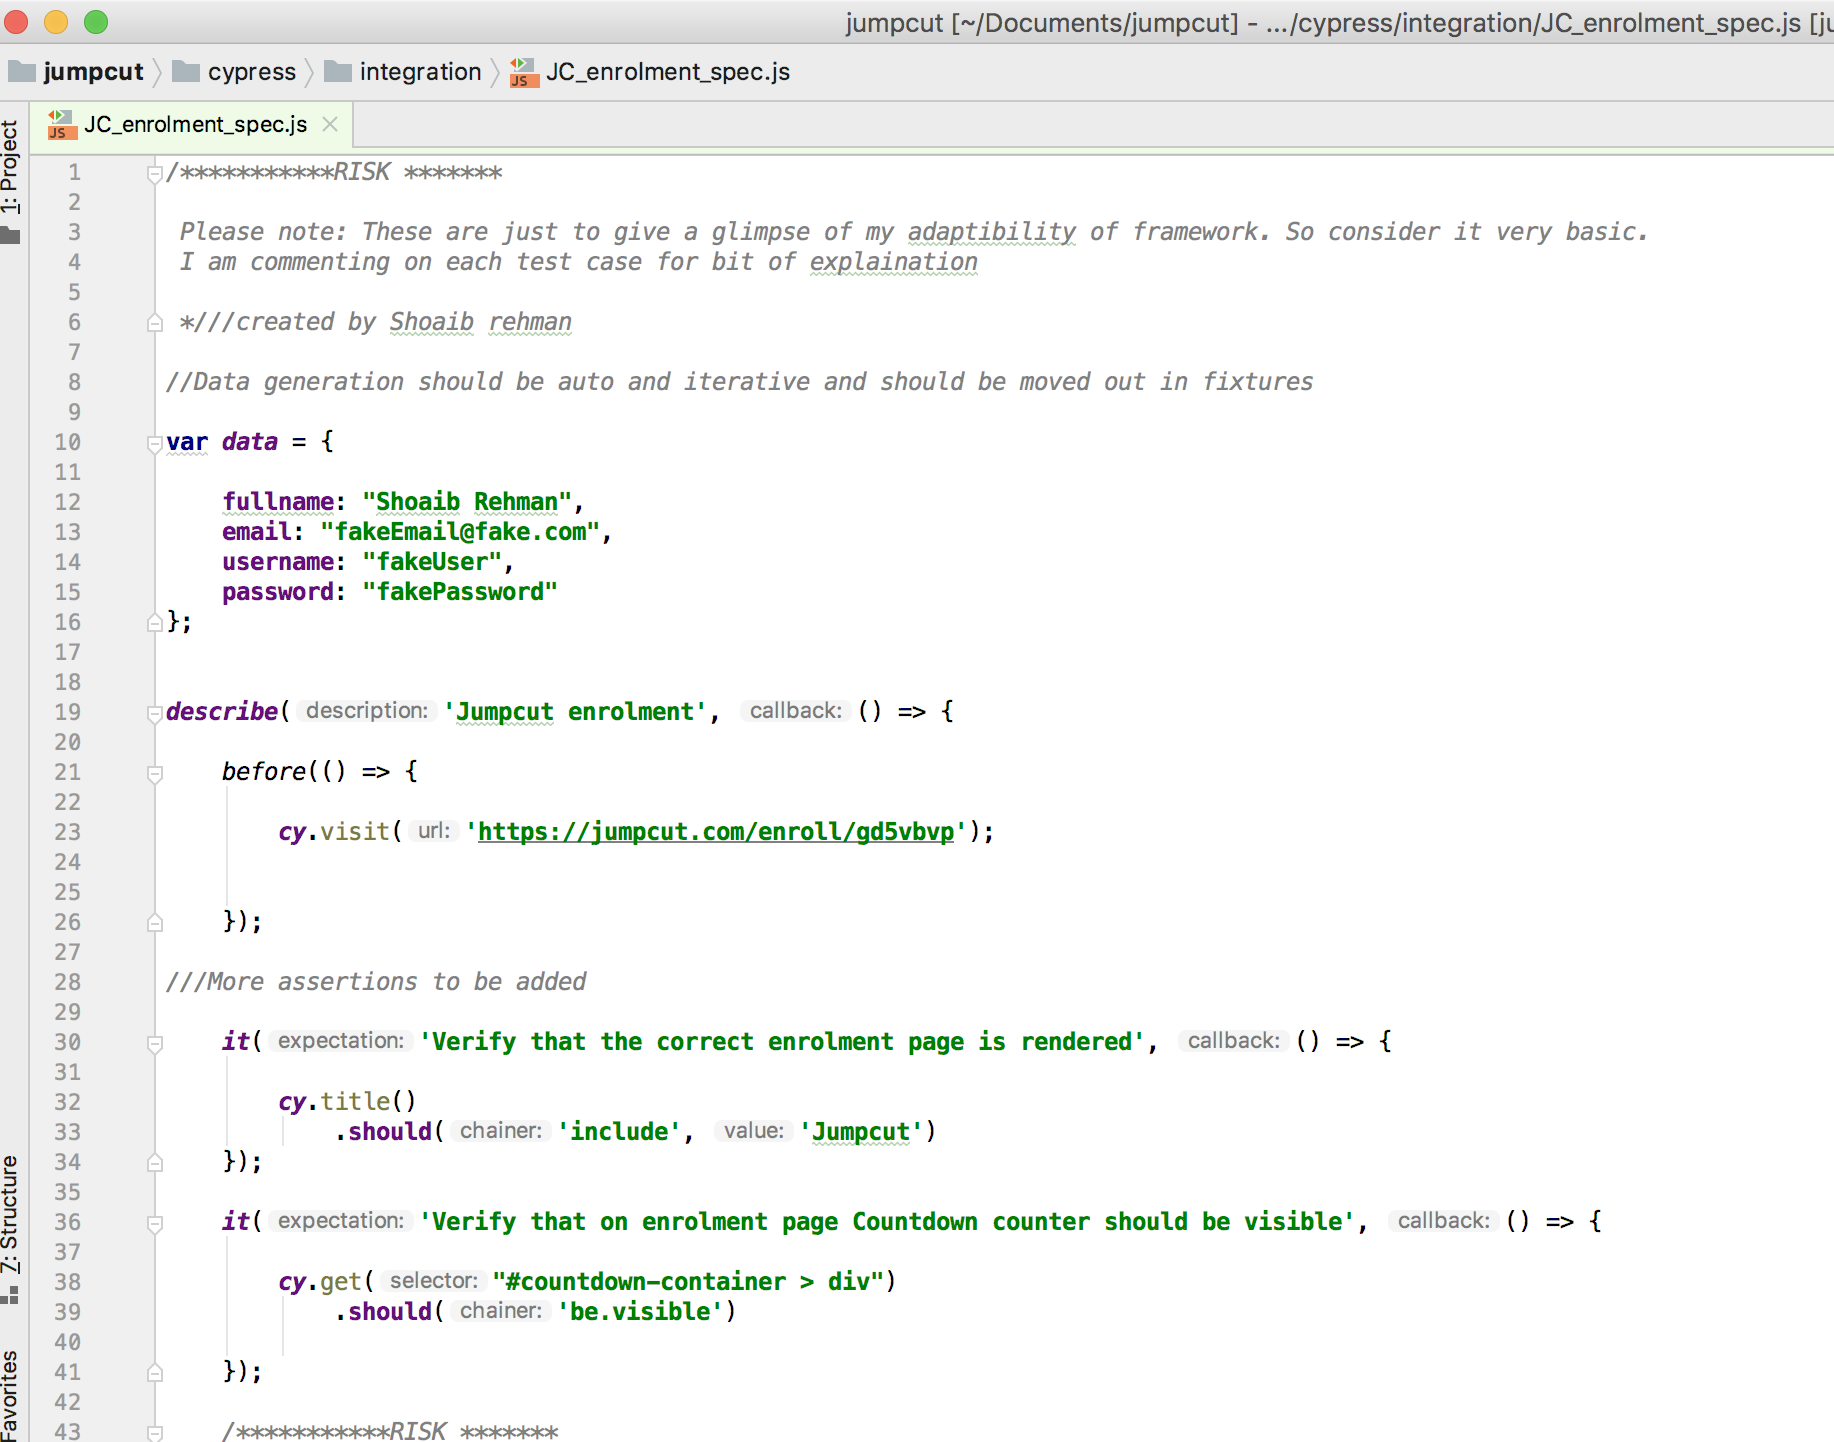 jumpcut [~/Documents/jumpcut] - .../cypress/integration/JC_enrolment_spec.js [ju
jumpcut cypress integration JC_enrolment_spec.js
JC_enrolment_spec.js
1: Project
7: Structure
Favorites
1 /***********RISK *******
2
3 Please note: These are just to give a glimpse of my adaptibility of framework. So consider it very basic.
4 I am commenting on each test case for bit of explaination
5
6 *///created by Shoaib rehman
7
8 //Data generation should be auto and iterative and should be moved out in fixtures
9
10 var data = {
11
12 fullname: "Shoaib Rehman",
13 email: "fakeEmail@fake.com",
14 username: "fakeUser",
15 password: "fakePassword"
16 };
17
18
19 describe( description: 'Jumpcut enrolment', callback: () => {
20
21 before(() => {
22
23 cy.visit( url: 'https://jumpcut.com/enroll/gd5vbvp');
24
25
26 });
27
28 ///More assertions to be added
29
30 it( expectation: 'Verify that the correct enrolment page is rendered', callback: () => {
31
32 cy.title()
33 .should( chainer: 'include', value: 'Jumpcut')
34 });
35
36 it( expectation: 'Verify that on enrolment page Countdown counter should be visible', callback: () => {
37
38 cy.get( selector: "#countdown-container > div")
39 .should( chainer: 'be.visible')
40
41 });
42
43 /***********RISK *******